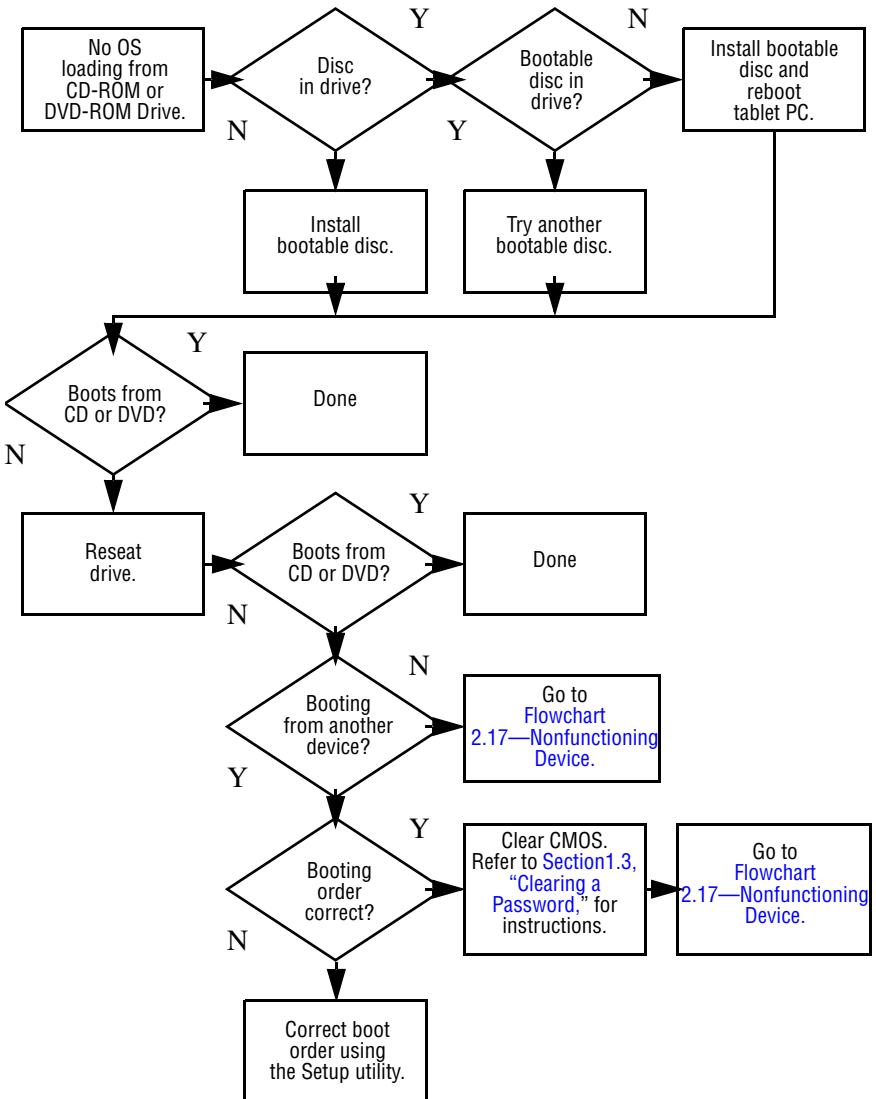 Y
N
No OS
loading from
CD-ROM or
DVD-ROM Drive.
Disc
in drive?
Bootable
disc in
drive?
Install bootable
disc and
reboot
tablet PC.
N
Y
Install
bootable disc.
Try another
bootable disc.
Y
Boots from
CD or DVD?
Done
N
Y
Reseat
drive.
Boots from
CD or DVD?
Done
N
N
Booting
from another
device?
Go to
Flowchart
2.17—Nonfunctioning
Device.
Y
Y
Booting
order
correct?
Clear CMOS.
Refer to Section1.3,
“Clearing a
Password,” for
instructions.
Go to
Flowchart
2.17—Nonfunctioning
Device.
N
Correct boot
order using
the Setup utility.